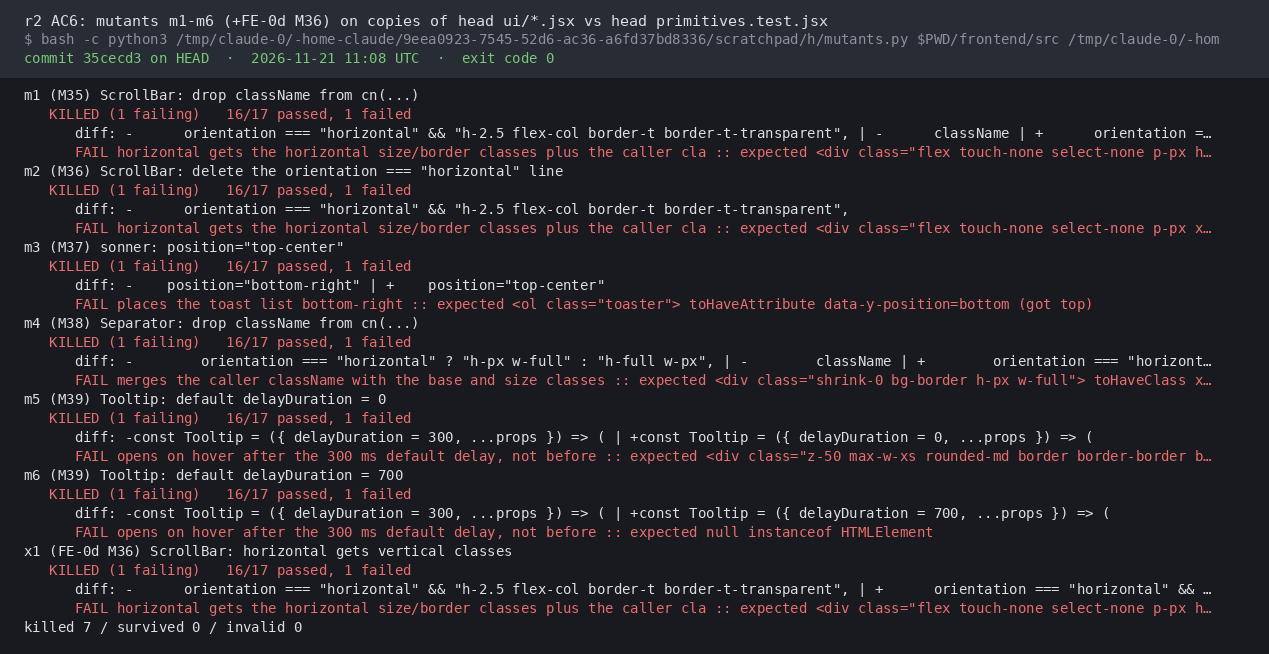 r2 AC6: mutants m1-m6 (+FE-0d M36) on copies of head ui/*.jsx vs head primitives.test.jsx
$ bash -c python3 /tmp/claude-0/-home-claude/9eea0923-7545-52d6-ac36-a6fd37bd8336/scratchpad/h/mutants.py $PWD/frontend/src /tmp/claude-0/-hom
commit 35cecd3 on HEAD · 2026-11-21 11:08 UTC · exit code 0
m1 (M35) ScrollBar: drop className from cn(...)
KILLED (1 failing) 16/17 passed, 1 failed
diff: - orientation === "horizontal" && "h-2.5 flex-col border-t border-t-transparent", | - className | + orientation =…
FAIL horizontal gets the horizontal size/border classes plus the caller cla :: expected <div class="flex touch-none select-none p-px h…
m2 (M36) ScrollBar: delete the orientation === "horizontal" line
KILLED (1 failing) 16/17 passed, 1 failed
diff: - orientation === "horizontal" && "h-2.5 flex-col border-t border-t-transparent",
FAIL horizontal gets the horizontal size/border classes plus the caller cla :: expected <div class="flex touch-none select-none p-px x…
m3 (M37) sonner: position="top-center"
KILLED (1 failing) 16/17 passed, 1 failed
diff: - position="bottom-right" | + position="top-center"
FAIL places the toast list bottom-right :: expected <ol class="toaster"> toHaveAttribute data-y-position=bottom (got top)
m4 (M38) Separator: drop className from cn(...)
KILLED (1 failing) 16/17 passed, 1 failed
diff: - orientation === "horizontal" ? "h-px w-full" : "h-full w-px", | - className | + orientation === "horizont…
FAIL merges the caller className with the base and size classes :: expected <div class="shrink-0 bg-border h-px w-full"> toHaveClass x…
m5 (M39) Tooltip: default delayDuration = 0
KILLED (1 failing) 16/17 passed, 1 failed
diff: -const Tooltip = ({ delayDuration = 300, ...props }) => ( | +const Tooltip = ({ delayDuration = 0, ...props }) => (
FAIL opens on hover after the 300 ms default delay, not before :: expected <div class="z-50 max-w-xs rounded-md border border-border b…
m6 (M39) Tooltip: default delayDuration = 700
KILLED (1 failing) 16/17 passed, 1 failed
diff: -const Tooltip = ({ delayDuration = 300, ...props }) => ( | +const Tooltip = ({ delayDuration = 700, ...props }) => (
FAIL opens on hover after the 300 ms default delay, not before :: expected null instanceof HTMLElement
x1 (FE-0d M36) ScrollBar: horizontal gets vertical classes
KILLED (1 failing) 16/17 passed, 1 failed
diff: - orientation === "horizontal" && "h-2.5 flex-col border-t border-t-transparent", | + orientation === "horizontal" && …
FAIL horizontal gets the horizontal size/border classes plus the caller cla :: expected <div class="flex touch-none select-none p-px h…
killed 7 / survived 0 / invalid 0